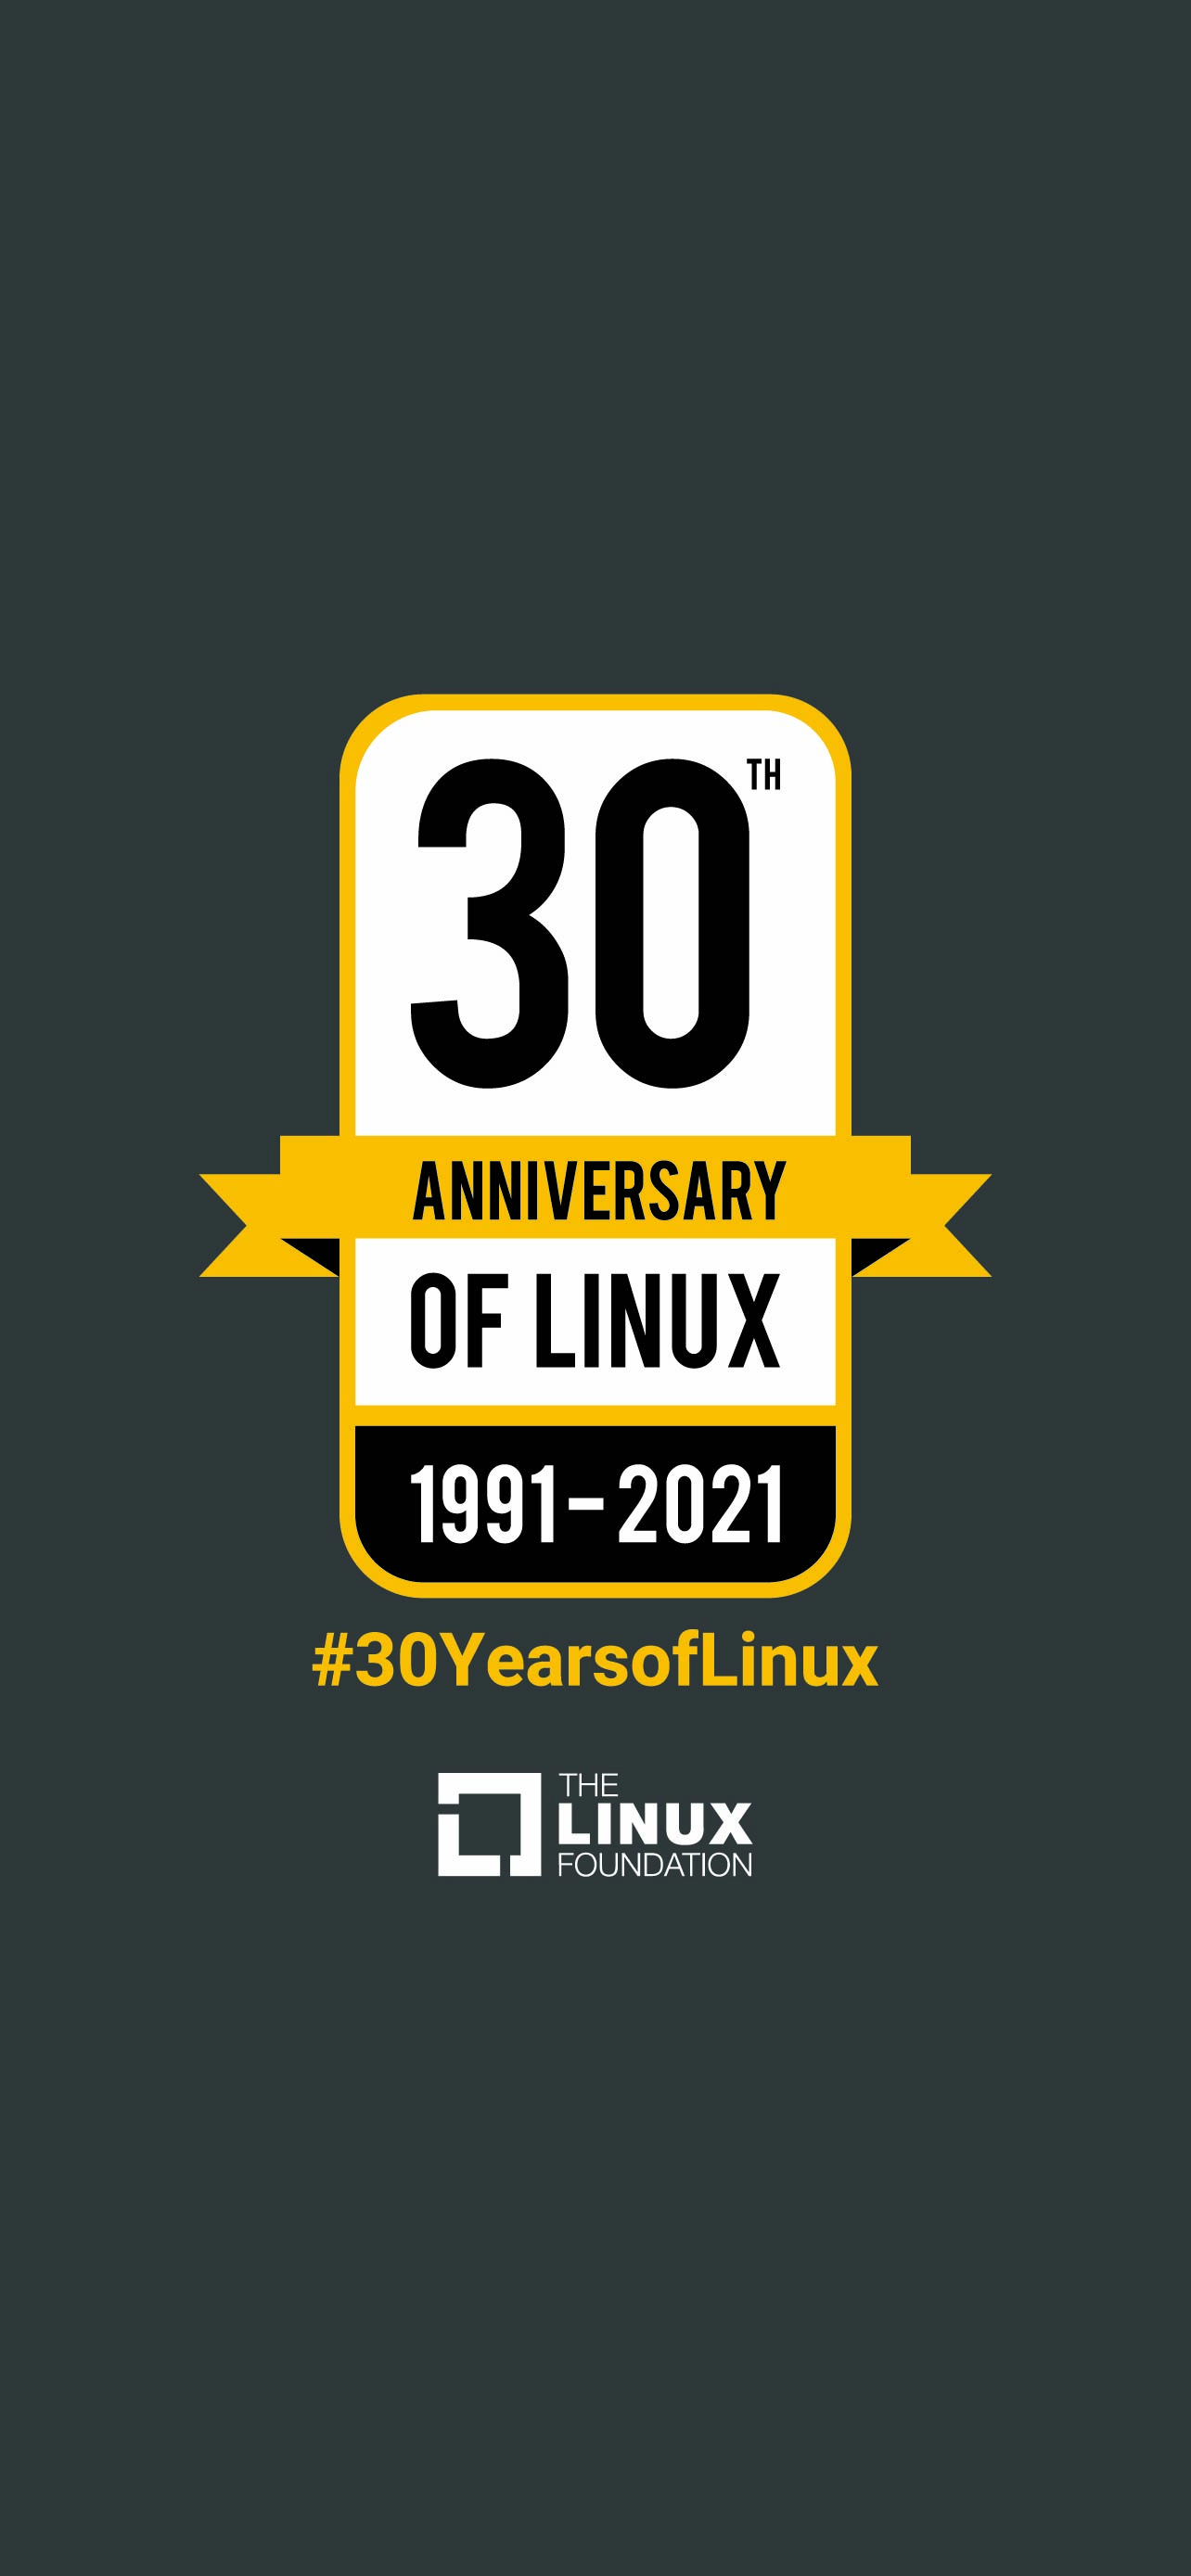 30TH
ANNIVERSARY
OF LINUX
1991-2021
#30YearsofLinux
THE
LINUX
FOUNDATION